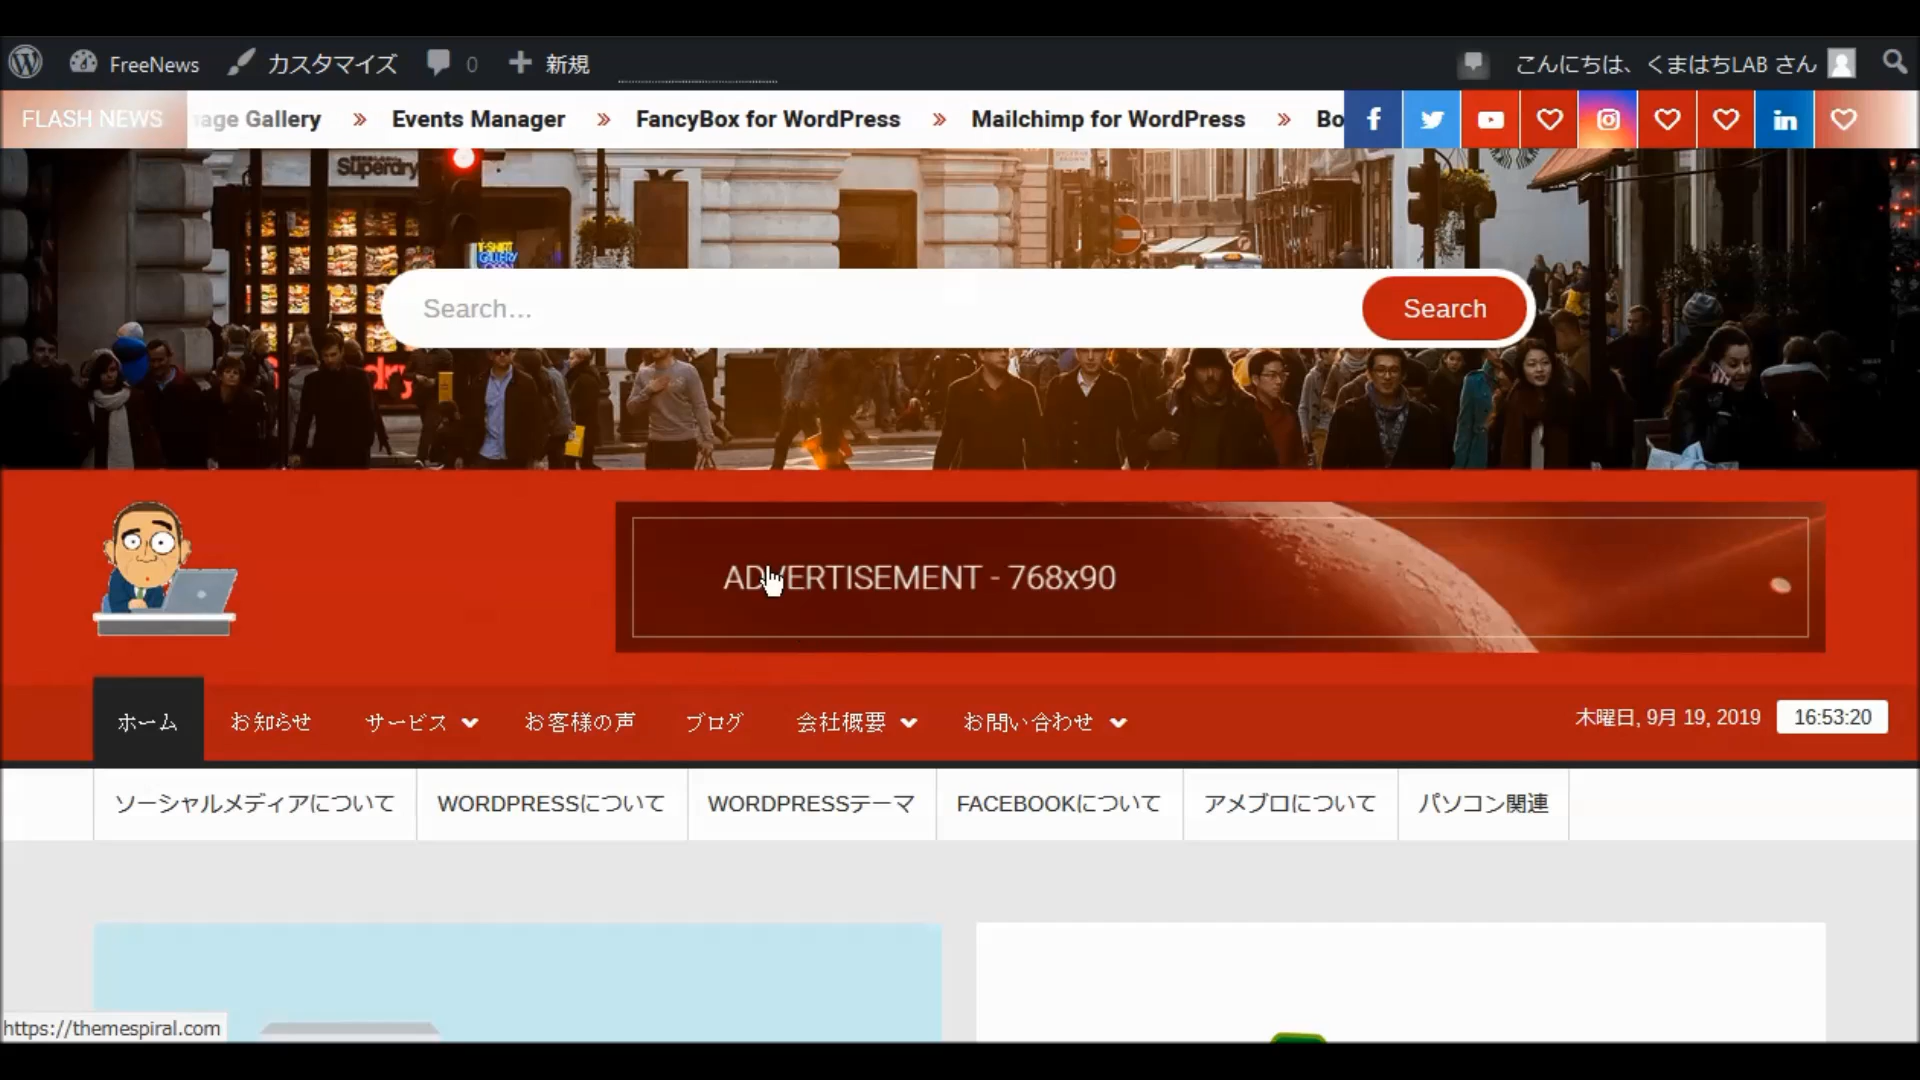 FreeNews カスタマイズ 0 新規 こんにちは、くまはちLAB さん
FLASH NEWS age Gallery » Events Manager » FancyBox for WordPress » Mailchimp for WordPress » Bo
Superdry
T-SHIRT
GALLERY
OPEN
Search...
Search
ADVERTISEMENT - 768x90
ホーム お知らせ サービス お客様の声 ブログ 会社概要 お問い合わせ 木曜日, 9月 19, 2019 16:53:20
ソーシャルメディアについて WORDPRESSについて WORDPRESSテーマ FACEBOOKについて アメブロについて パソコン関連
https://themespiral.com